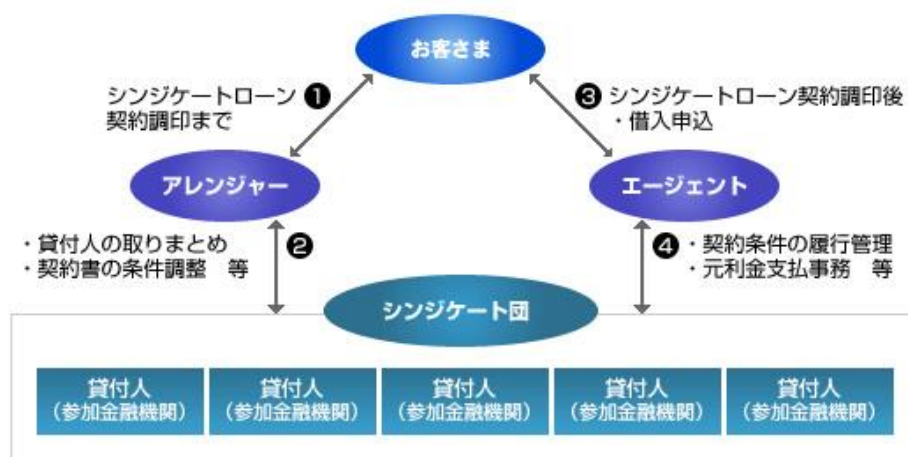 お客さま
シンジケートローン ❶
契約調印まで
❸ シンジケートローン契約調印後
・借入申込
アレンジャー
エージェント
・貸付人の取りまとめ
・契約書の条件調整 等
❷
❹ ・契約条件の履行管理
・元利金支払事務 等
シンジケート団
貸付人
(参加金融機関)
貸付人
(参加金融機関)
貸付人
(参加金融機関)
貸付人
(参加金融機関)
貸付人
(参加金融機関)